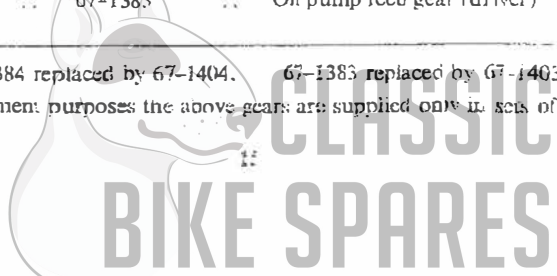 67-1383 " Oil pump feed gear (driver)
384 replaced by 67-1404. 67-1383 replaced by 67-1403
ment purposes the above gears are supplied only in sets of
CLASSIC
BIKE SPARES